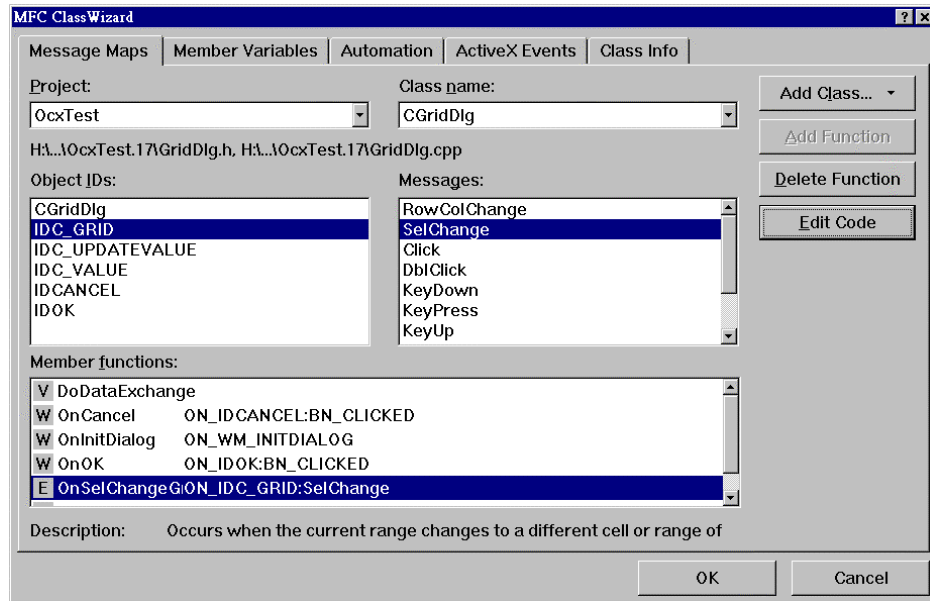 MFC ClassWizard
Message Maps Member Variables Automation ActiveX Events Class Info
Project: Class name:
OcxTest CGridDlg
Add Class...
H:\...\OcxTest.17\GridDlg.h, H:\...\OcxTest.17\GridDlg.cpp
Add Function
Object IDs: Messages:
Delete Function
CGridDlg RowColChange
IDC_GRID SelChange
Edit Code
IDC_UPDATEVALUE Click
IDC_VALUE DblClick
IDCANCEL KeyDown
IDOK KeyPress
KeyUp
Member functions:
V DoDataExchange
W OnCancel ON_IDCANCEL:BN_CLICKED
W OnInitDialog ON_WM_INITDIALOG
W OnOK ON_IDOK:BN_CLICKED
E OnSelChangeG ON_IDC_GRID:SelChange
Description: Occurs when the current range changes to a different cell or range of
OK Cancel